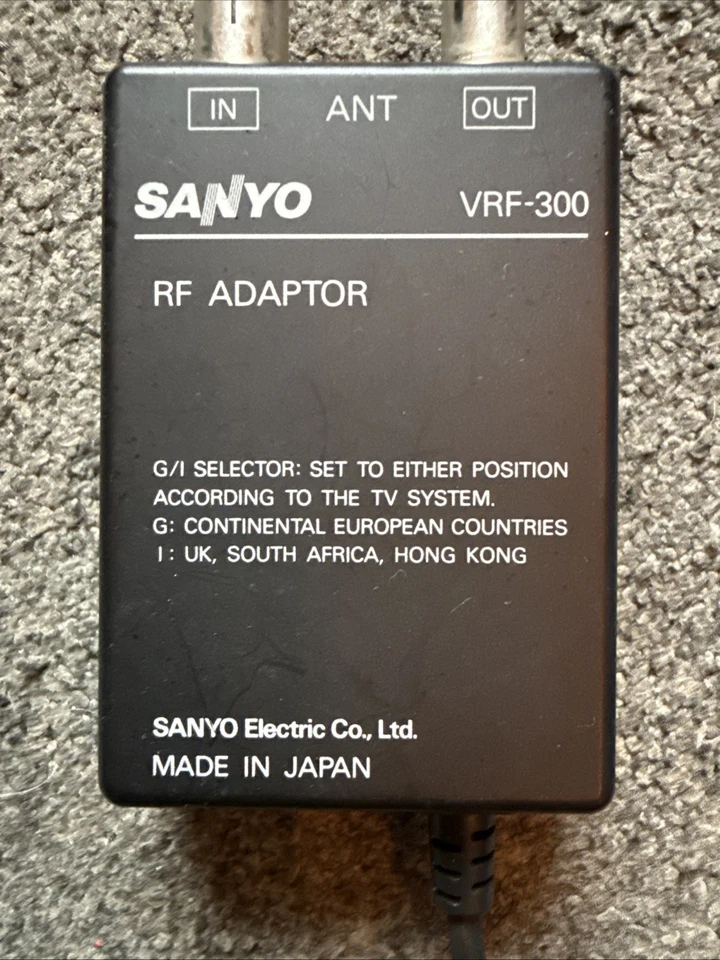 IN ANT OUT
SANYO VRF-300
RF ADAPTOR
G/I SELECTOR: SET TO EITHER POSITION
ACCORDING TO THE TV SYSTEM.
G: CONTINENTAL EUROPEAN COUNTRIES
I: UK, SOUTH AFRICA, HONG KONG
SANYO Electric Co., Ltd.
MADE IN JAPAN